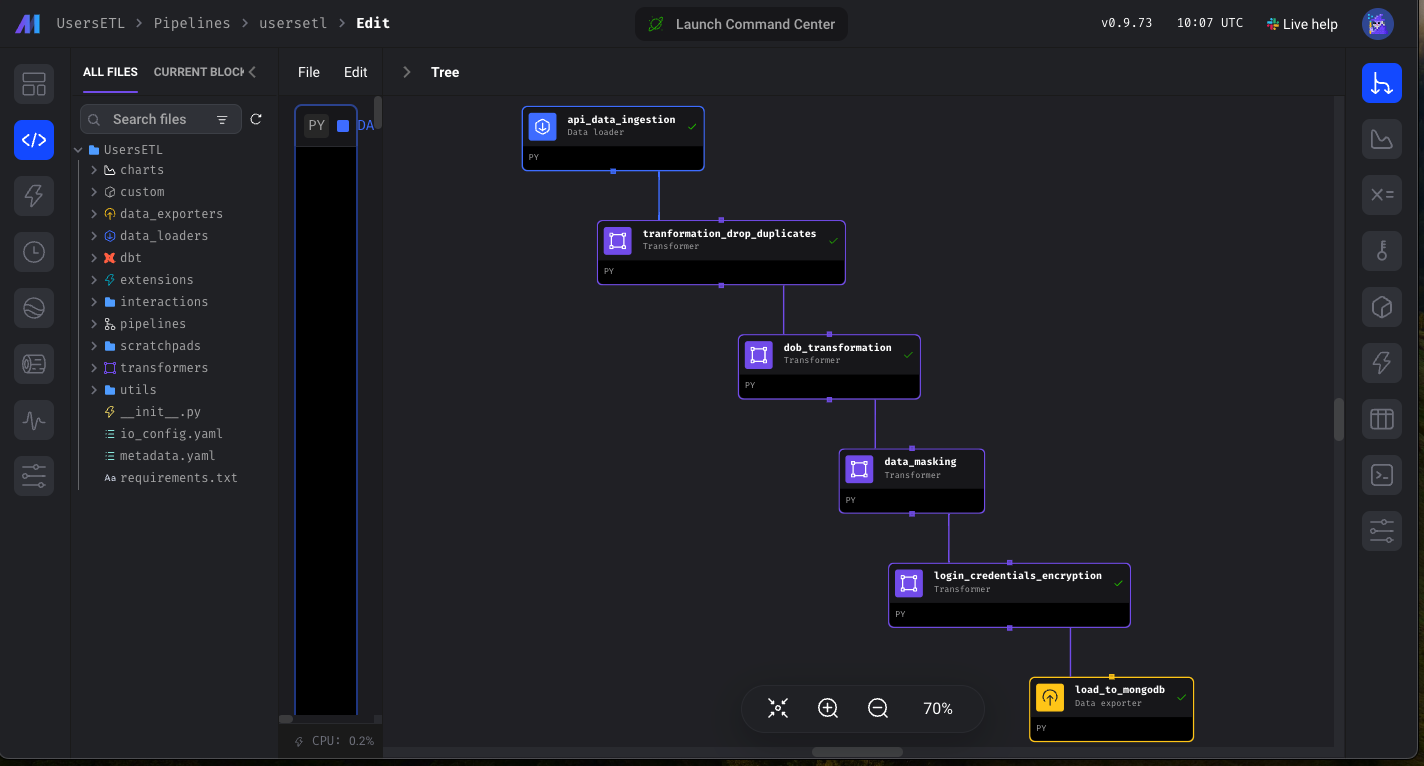 UsersETL > Pipelines > usersetl > Edit
Launch Command Center
v0.9.73
10:07 UTC
Live help
ALL FILES
CURRENT BLOCK
File
Edit
Tree
Search files
UsersETL
charts
custom
data_exporters
data_loaders
dbt
extensions
interactions
pipelines
scratchpads
transformers
utils
__init__.py
io_config.yaml
metadata.yaml
Aa requirements.txt
PY
DA
CPU: 0.2%
api_data_ingestion
Data loader
PY
tranformation_drop_duplicates
Transformer
PY
dob_transformation
Transformer
PY
data_masking
Transformer
PY
login_credentials_encryption
Transformer
PY
load_to_mongodb
Data exporter
PY
70%